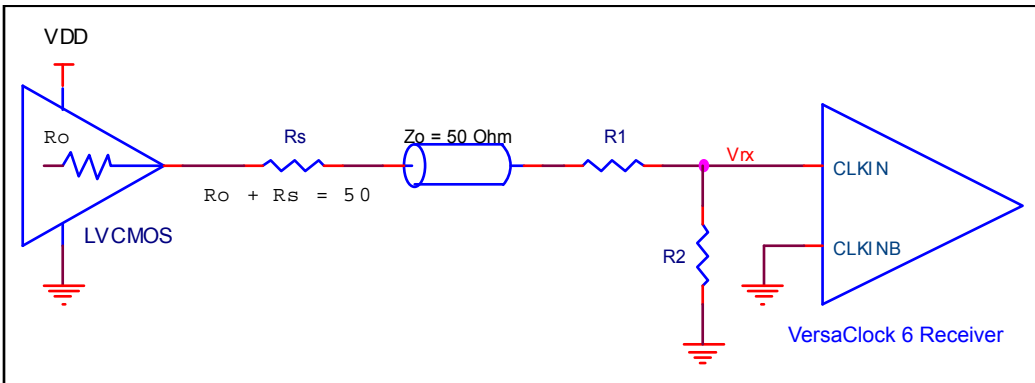 VDD
Ro
Rs
Zo = 50 Ohm
R1
Vrx
CLKIN
Ro + Rs = 50
LVCMOS
R2
CLKINB
VersaClock 6 Receiver